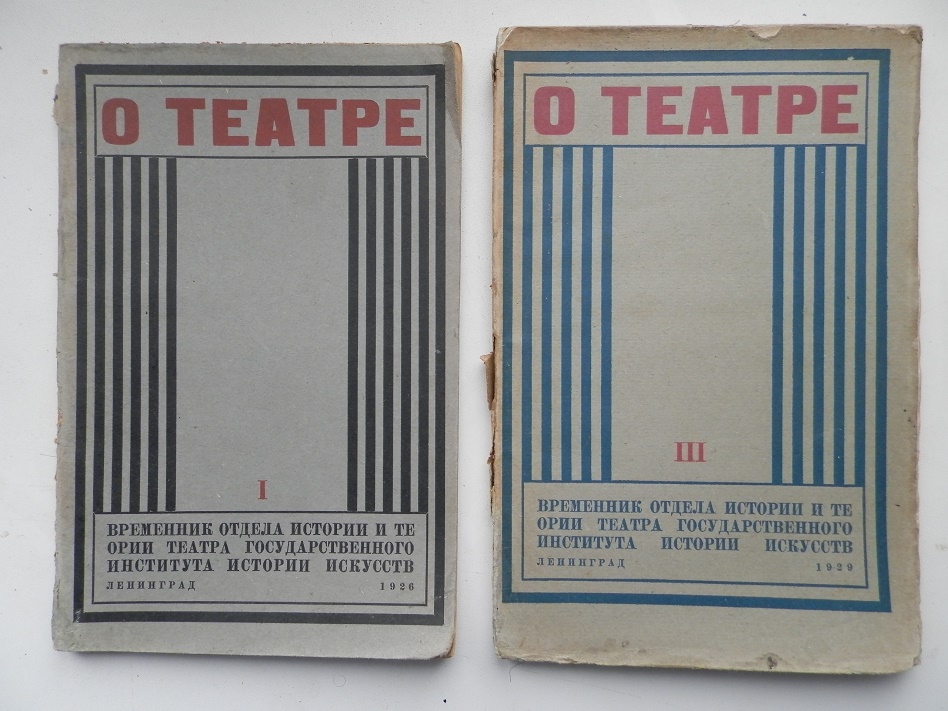 О ТЕАТРЕ
I
ВРЕМЕННИК ОТДЕЛА ИСТОРИИ И ТЕ
ОРИИ ТЕАТРА ГОСУДАРСТВЕННОГО
ИНСТИТУТА ИСТОРИИ ИСКУССТВ
ЛЕНИНГРАД 1926
О ТЕАТРЕ
III
ВРЕМЕННИК ОТДЕЛА ИСТОРИИ И ТЕ
ОРИИ ТЕАТРА ГОСУДАРСТВЕННОГО
ИНСТИТУТА ИСТОРИИ ИСКУССТВ
ЛЕНИНГРАД 1929